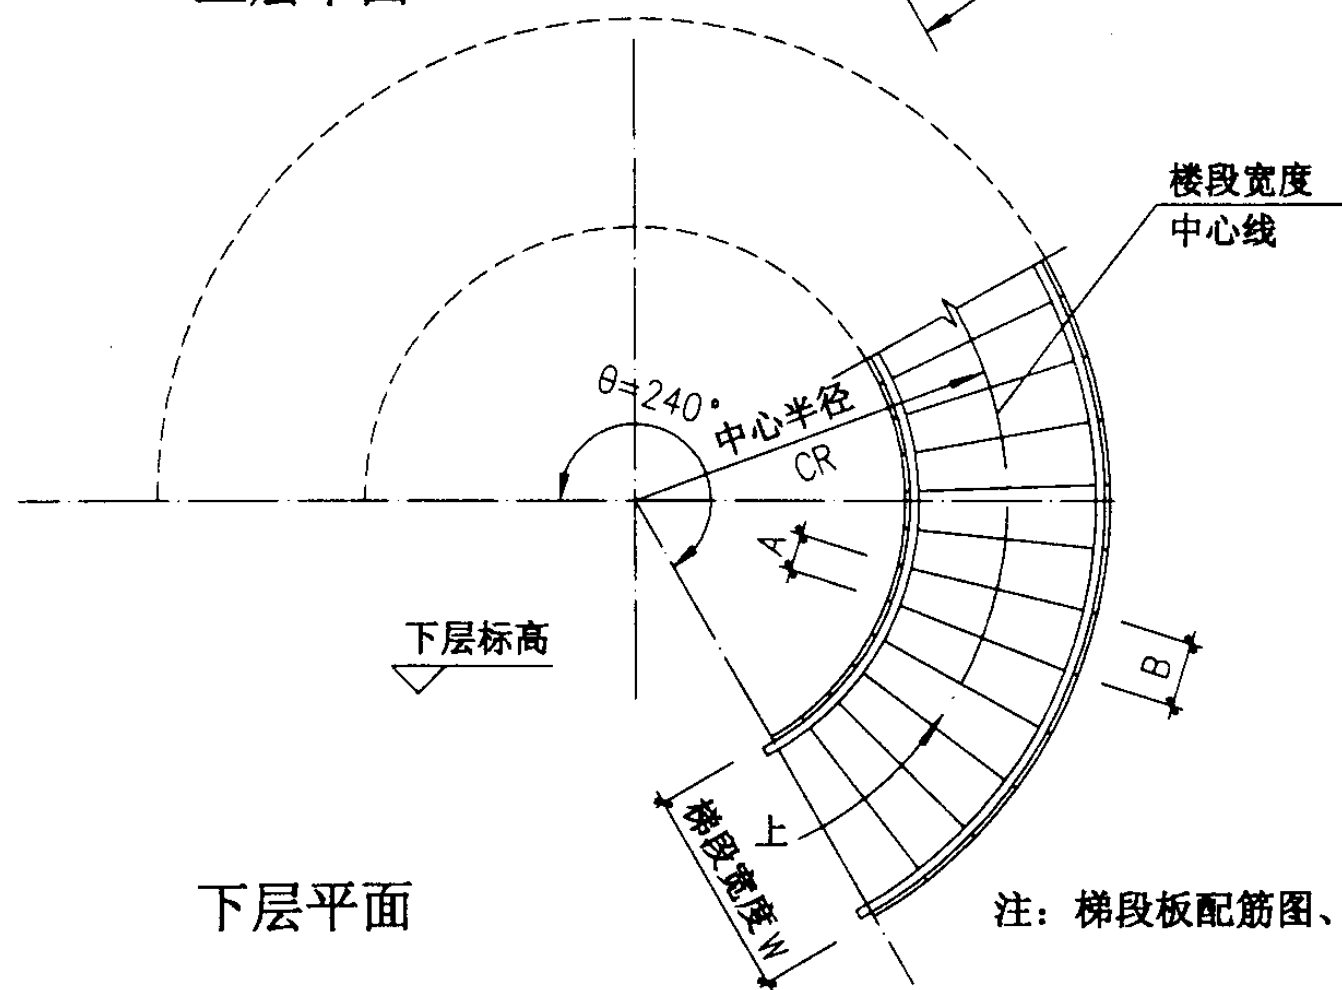 楼段宽度
中心线
θ=240°
中心半径
CR
A
下层标高
B
梯段宽度W
上
下层平面
注：梯段板配筋图、